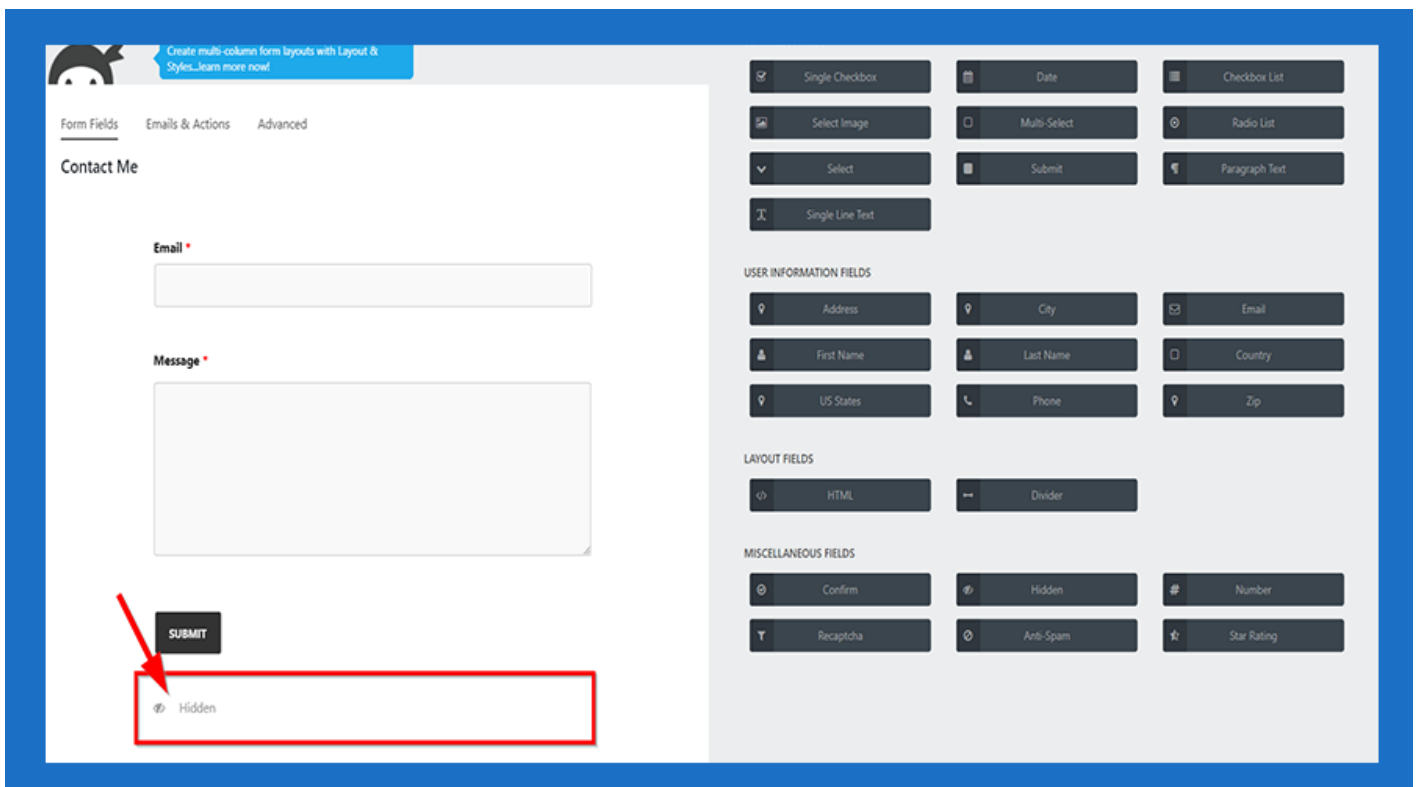 Create multi-column form layouts with Layout &
Styles...learn more now!
Form Fields Emails & Actions Advanced
Contact Me
Email *
Message *
SUBMIT
Hidden
Single Checkbox Date Checkbox List
Select Image Multi-Select Radio List
Select Submit Paragraph Text
Single Line Text
USER INFORMATION FIELDS
Address City Email
First Name Last Name Country
US States Phone Zip
LAYOUT FIELDS
HTML Divider
MISCELLANEOUS FIELDS
Confirm Hidden Number
Recaptcha Anti-Spam Star Rating